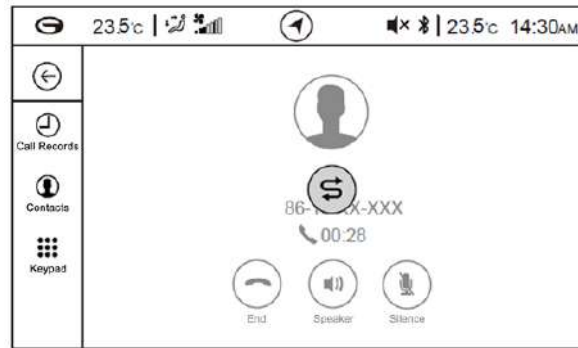 23.5°c 23.5°c 14:30AM
Call Records
Contacts
Keypad
00:28
End Speaker Silence